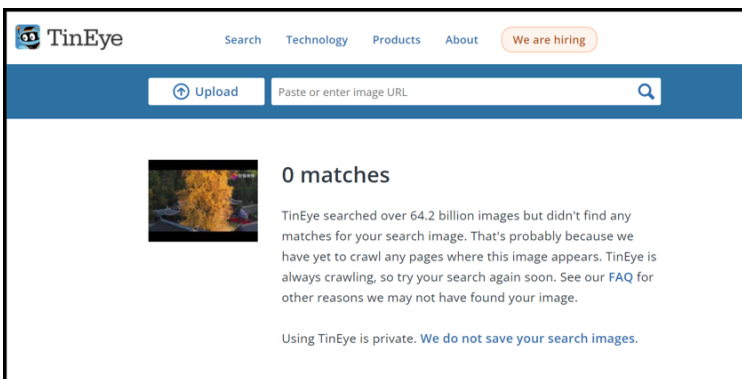 TinEye
Search Technology Products About We are hiring
Upload Paste or enter image URL
0 matches
TinEye searched over 64.2 billion images but didn't find any
matches for your search image. That's probably because we
have yet to crawl any pages where this image appears. TinEye is
always crawling, so try your search again soon. See our FAQ for
other reasons we may not have found your image.
Using TinEye is private. We do not save your search images.